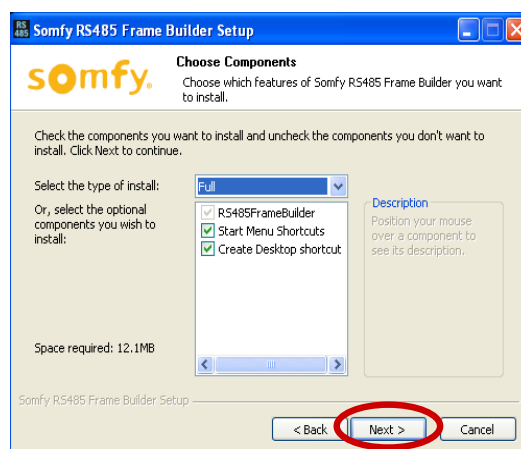 RS
485
Somfy RS485 Frame Builder Setup
somfy.
Choose Components
Choose which features of Somfy RS485 Frame Builder you want
to install.
Check the components you want to install and uncheck the components you don't want to
install. Click Next to continue.
Select the type of install:
Full
Or, select the optional
components you wish to
install:
RS485FrameBuilder
Start Menu Shortcuts
Create Desktop shortcut
Description
Position your mouse
over a component to
see its description.
Space required: 12.1MB
Somfy RS485 Frame Builder Setup
< Back
Next >
Cancel